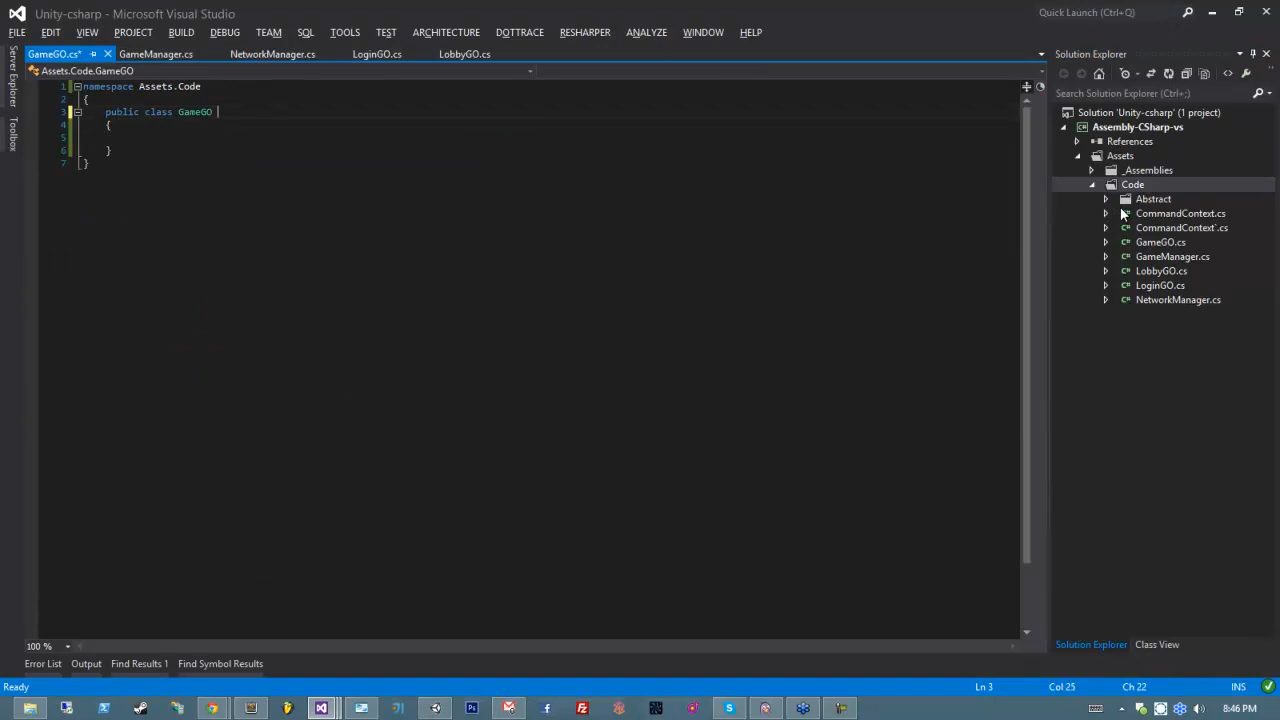 Unity-csharp - Microsoft Visual Studio
Quick Launch (Ctrl+Q)
FILE EDIT VIEW PROJECT BUILD DEBUG TEAM SQL TOOLS TEST ARCHITECTURE DOTTRACE RESHARPER ANALYZE WINDOW HELP
GameGO.cs* GameManager.cs NetworkManager.cs LoginGO.cs LobbyGO.cs
Assets.Code.GameGO
Server Explorer
Toolbox
1 namespace Assets.Code
2 {
3 public class GameGO
4 {
5
6 }
7 }
100 %
Solution Explorer
Search Solution Explorer (Ctrl+;)
Solution 'Unity-csharp' (1 project)
Assembly-CSharp-vs
References
Assets
_Assemblies
Code
Abstract
C# CommandContext.cs
C# CommandContext`.cs
C# GameGO.cs
C# GameManager.cs
C# LobbyGO.cs
C# LoginGO.cs
C# NetworkManager.cs
Solution Explorer Class View
Error List Output Find Results 1 Find Symbol Results
Ready Ln 3 Col 25 Ch 22 INS
8:46 PM